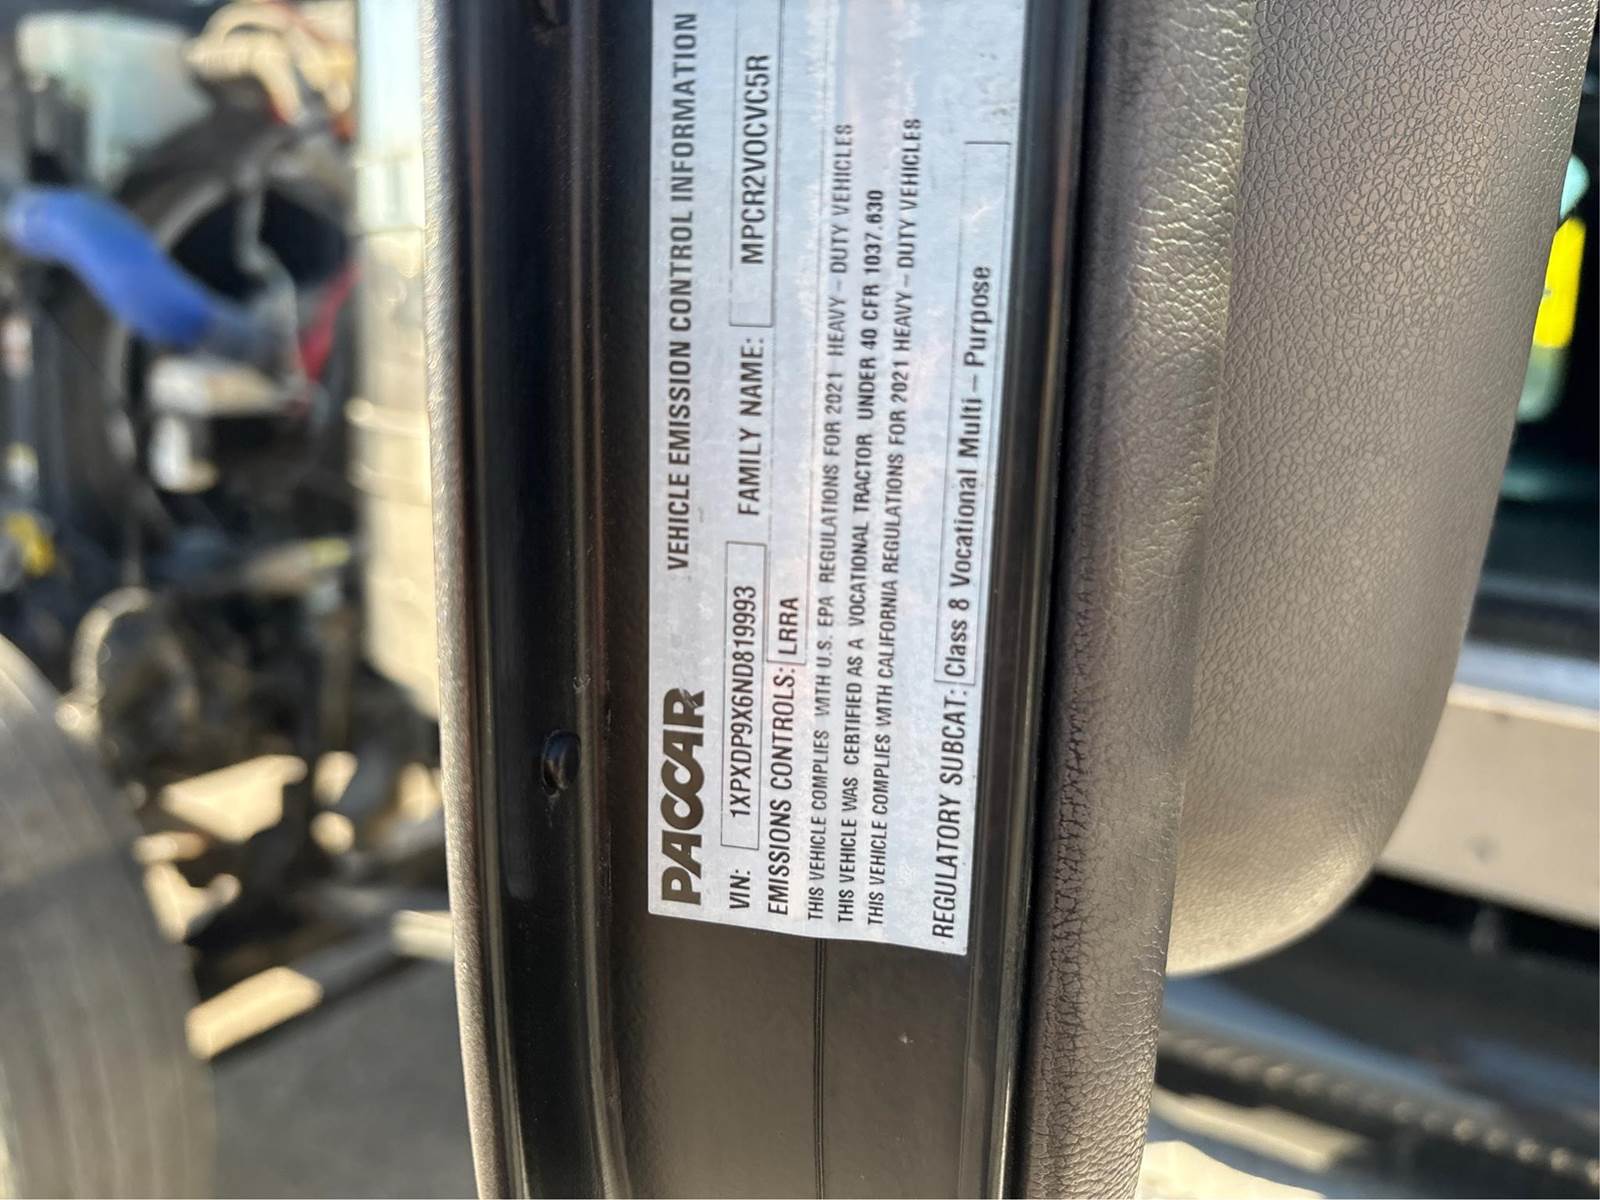 PACCAR VEHICLE EMISSION CONTROL INFORMATION
VIN: 1XPXDP9X6ND819993 FAMILY NAME: MPCR2VOCVC5R
EMISSIONS CONTROLS: LRRA
THIS VEHICLE COMPLIES WITH U.S. EPA REGULATIONS FOR 2021 HEAVY – DUTY VEHICLES
THIS VEHICLE WAS CERTIFIED AS A VOCATIONAL TRACTOR UNDER 40 CFR 1037.630
THIS VEHICLE COMPLIES WITH CALIFORNIA REGULATIONS FOR 2021 HEAVY – DUTY VEHICLES
REGULATORY SUBCAT: Class 8 Vocational Multi – Purpose